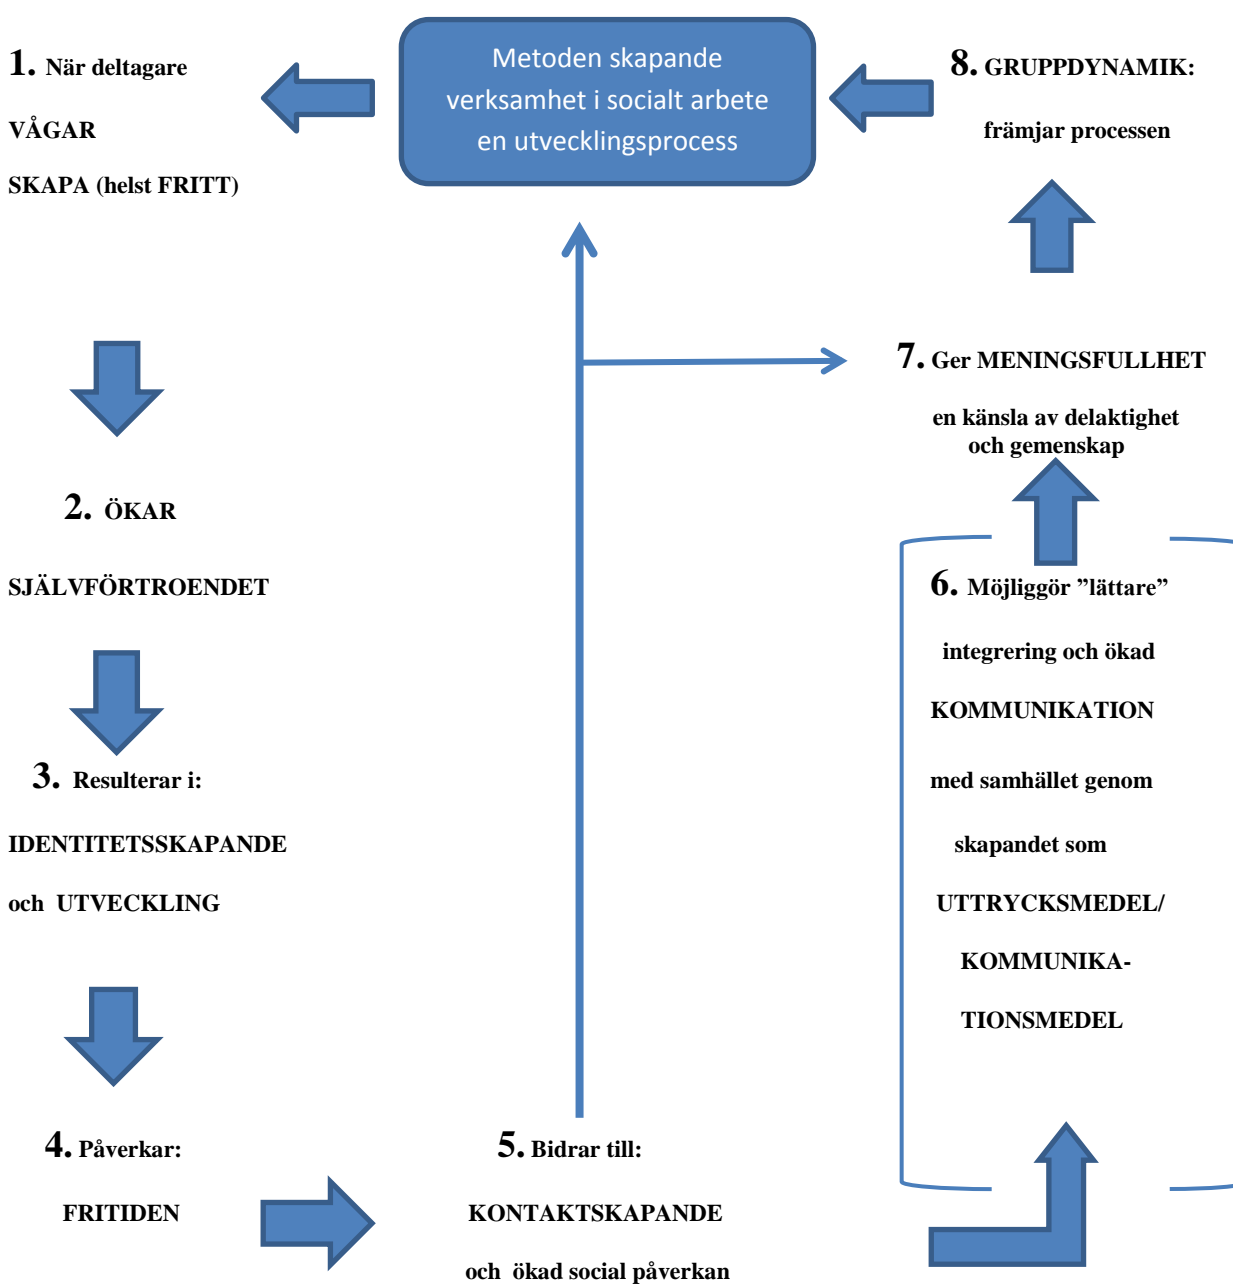 Metoden skapande
verksamhet i socialt arbete
en utvecklingsprocess
1. När deltagare
VÅGAR
SKAPA (helst FRITT)
2. ÖKAR
SJÄLVFÖRTROENDET
3. Resulterar i:
IDENTITETSSKAPANDE
och UTVECKLING
4. Påverkar:
FRITIDEN
5. Bidrar till:
KONTAKTSKAPANDE
och ökad social påverkan
6. Möjliggör ”lättare”
integrering och ökad
KOMMUNIKATION
med samhället genom
skapandet som
UTTRYCKSMEDEL/
KOMMUNIKA-
TIONSMEDEL
7. Ger MENINGSFULLHET
en känsla av delaktighet
och gemenskap
8. GRUPPDYNAMIK:
främjar processen